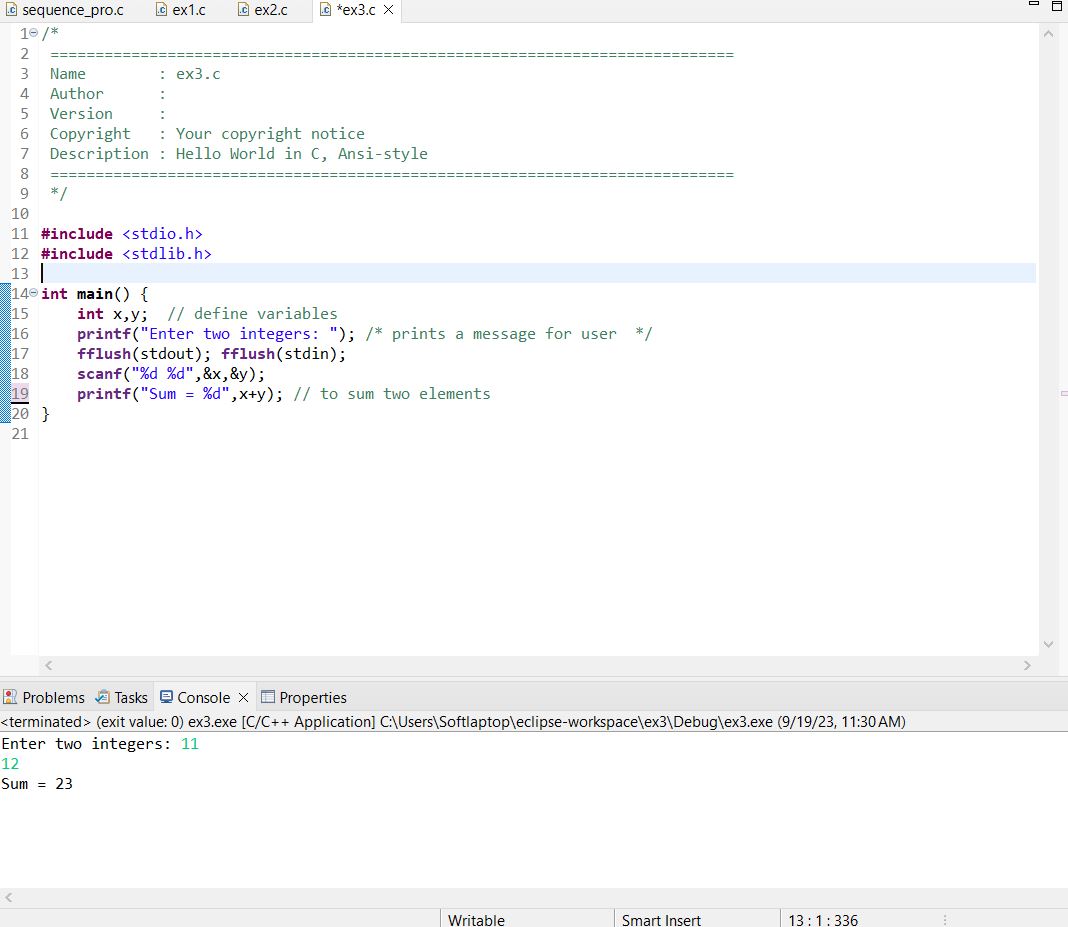 sequence_pro.c ex1.c ex2.c *ex3.c
1 /*
2 ============================================================================
3 Name        : ex3.c
4 Author      :
5 Version     :
6 Copyright   : Your copyright notice
7 Description : Hello World in C, Ansi-style
8 ============================================================================
9 */
10
11 #include <stdio.h>
12 #include <stdlib.h>
13
14 int main() {
15     int x,y;  // define variables
16     printf("Enter two integers: "); /* prints a message for user  */
17     fflush(stdout); fflush(stdin);
18     scanf("%d %d",&x,&y);
19     printf("Sum = %d",x+y); // to sum two elements
20 }
21
Problems Tasks Console Properties
<terminated> (exit value: 0) ex3.exe [C/C++ Application] C:\Users\Softlaptop\eclipse-workspace\ex3\Debug\ex3.exe (9/19/23, 11:30 AM)
Enter two integers: 11
12
Sum = 23
Writable Smart Insert 13 : 1 : 336